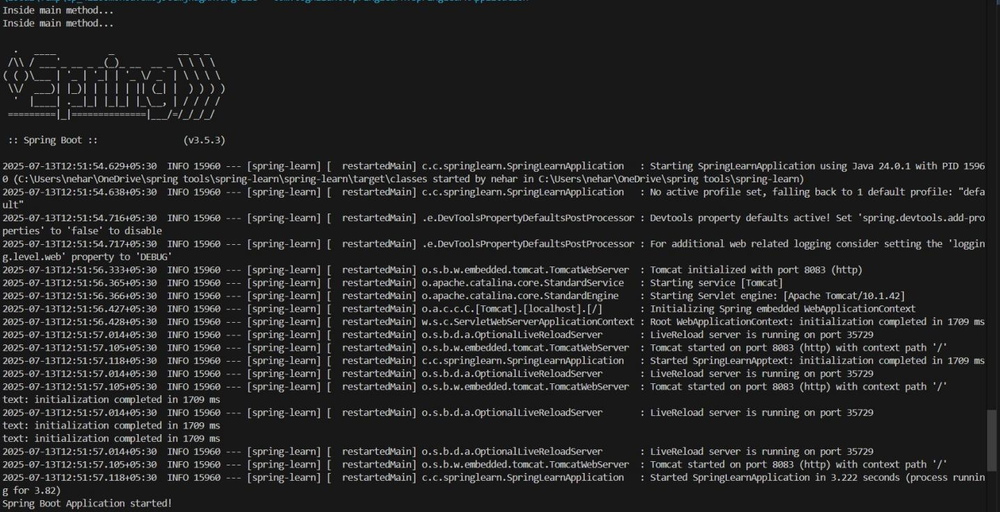 Inside main method...
Inside main method...
  .   ____          _            __ _ _
 /\\ / ___'_ __ _ _(_)_ __  __ _ \ \ \ \
( ( )\___ | '_ | '_| | '_ \/ _` | \ \ \ \
 \\/  ___)| |_)| | | | | || (_| |  ) ) ) )
  '  |____| .__|_| |_|_| |_\__, | / / / /
 =========|_|==============|___/=/_/_/_/
 :: Spring Boot ::                (v3.5.3)
2025-07-13T12:51:54.629+05:30  INFO 15960 --- [spring-learn] [  restartedMain] c.c.springlearn.SpringLearnApplication   : Starting SpringLearnApplication using Java 24.0.1 with PID 1596
0 (C:\Users\nehar\OneDrive\spring tools\spring-learn\spring-learn\target\classes started by nehar in C:\Users\nehar\OneDrive\spring tools\spring-learn)
2025-07-13T12:51:54.638+05:30  INFO 15960 --- [spring-learn] [  restartedMain] c.c.springlearn.SpringLearnApplication   : No active profile set, falling back to 1 default profile: "defa
ult"
2025-07-13T12:51:54.716+05:30  INFO 15960 --- [spring-learn] [  restartedMain] .e.DevToolsPropertyDefaultsPostProcessor : Devtools property defaults active! Set 'spring.devtools.add-pro
perties' to 'false' to disable
2025-07-13T12:51:54.717+05:30  INFO 15960 --- [spring-learn] [  restartedMain] .e.DevToolsPropertyDefaultsPostProcessor : For additional web related logging consider setting the 'loggin
g.level.web' property to 'DEBUG'
2025-07-13T12:51:56.333+05:30  INFO 15960 --- [spring-learn] [  restartedMain] o.s.b.w.embedded.tomcat.TomcatWebServer  : Tomcat initialized with port 8083 (http)
2025-07-13T12:51:56.365+05:30  INFO 15960 --- [spring-learn] [  restartedMain] o.apache.catalina.core.StandardService   : Starting service [Tomcat]
2025-07-13T12:51:56.366+05:30  INFO 15960 --- [spring-learn] [  restartedMain] o.apache.catalina.core.StandardEngine    : Starting Servlet engine: [Apache Tomcat/10.1.42]
2025-07-13T12:51:56.427+05:30  INFO 15960 --- [spring-learn] [  restartedMain] o.a.c.c.C.[Tomcat].[localhost].[/]       : Initializing Spring embedded WebApplicationContext
2025-07-13T12:51:56.428+05:30  INFO 15960 --- [spring-learn] [  restartedMain] w.s.c.ServletWebServerApplicationContext : Root WebApplicationContext: initialization completed in 1709 ms
2025-07-13T12:51:57.014+05:30  INFO 15960 --- [spring-learn] [  restartedMain] o.s.b.d.a.OptionalLiveReloadServer       : LiveReload server is running on port 35729
2025-07-13T12:51:57.105+05:30  INFO 15960 --- [spring-learn] [  restartedMain] o.s.b.w.embedded.tomcat.TomcatWebServer  : Tomcat started on port 8083 (http) with context path '/'
2025-07-13T12:51:57.118+05:30  INFO 15960 --- [spring-learn] [  restartedMain] c.c.springlearn.SpringLearnApplication   : Started SpringLearnApptext: initialization completed in 1709 ms
2025-07-13T12:51:57.014+05:30  INFO 15960 --- [spring-learn] [  restartedMain] o.s.b.d.a.OptionalLiveReloadServer       : LiveReload server is running on port 35729
2025-07-13T12:51:57.105+05:30  INFO 15960 --- [spring-learn] [  restartedMain] o.s.b.w.embedded.tomcat.TomcatWebServer  : Tomcat started on port 8083 (http) with context path '/'
text: initialization completed in 1709 ms
2025-07-13T12:51:57.014+05:30  INFO 15960 --- [spring-learn] [  restartedMain] o.s.b.d.a.OptionalLiveReloadServer       : LiveReload server is running on port 35729
text: initialization completed in 1709 ms
text: initialization completed in 1709 ms
2025-07-13T12:51:57.014+05:30  INFO 15960 --- [spring-learn] [  restartedMain] o.s.b.d.a.OptionalLiveReloadServer       : LiveReload server is running on port 35729
2025-07-13T12:51:57.105+05:30  INFO 15960 --- [spring-learn] [  restartedMain] o.s.b.w.embedded.tomcat.TomcatWebServer  : Tomcat started on port 8083 (http) with context path '/'
2025-07-13T12:51:57.118+05:30  INFO 15960 --- [spring-learn] [  restartedMain] c.c.springlearn.SpringLearnApplication   : Started SpringLearnApplication in 3.222 seconds (process runnin
g for 3.82)
Spring Boot Application started!